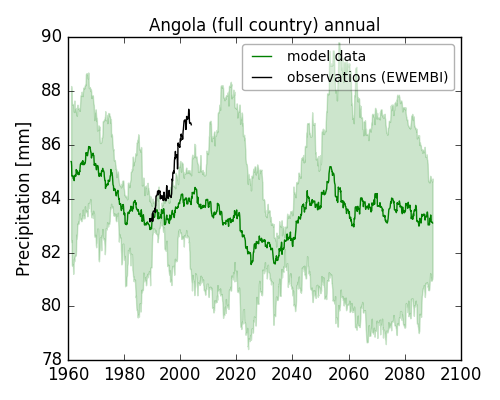 Angola (full country) annual
model data
observations (EWEMBI)
Precipitation [mm]
90
88
86
84
82
80
78
1960 1980 2000 2020 2040 2060 2080 2100